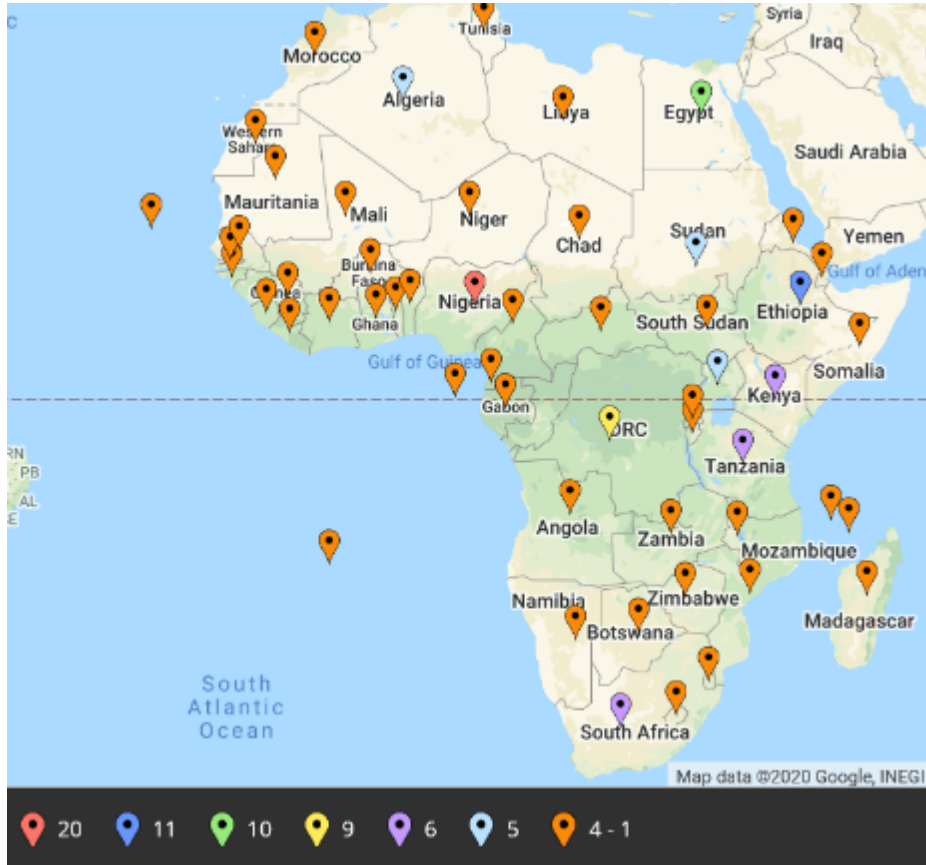 C
Tunisia
Syria
Morocco
Iraq
Algeria
Libya
Egypt
Western
Sahara
Saudi Arabia
Mauritania
Mali
Niger
Chad
Sudan
Yemen
Burkina
Faso
Gulf of Aden
Guinea
Nigeria
Ethiopia
Ghana
South Sudan
Gulf of Guinea
Somalia
Gabon
Kenya
DRC
RN
PB
Tanzania
AL
SE
Angola
Zambia
Mozambique
Namibia
Zimbabwe
Madagascar
Botswana
South
Atlantic
Ocean
South Africa
Map data ©2020 Google, INEGI
20 11 10 9 6 5 4 - 1